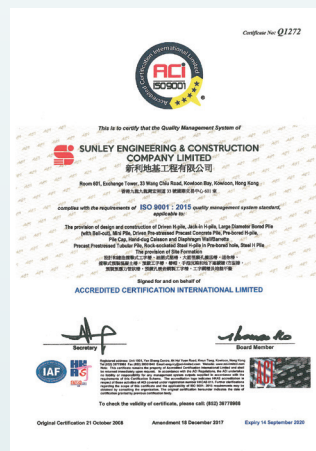 Certificate No: Q1272
Accredited Certification International Limited
ACI
ISO9001
This is to certify that the Quality Management System of
SUNLEY ENGINEERING & CONSTRUCTION
COMPANY LIMITED
新利地基工程有限公司
Room 601, Exchange Tower, 33 Wang Chiu Road, Kowloon Bay, Kowloon, Hong Kong
complies with the requirements of ISO 9001 : 2015 quality management system standard,
applicable to:
The provision of design and construction of Driven H-pile, Jack-in H-pile, Large Diameter Bored Pile
(with Bell-out), Mini Pile, Driven Pre-stressed Precast Concrete Pile, Pre-bored H-pile,
Pile Cap, Hand-dug Caisson and Diaphragm Wall/Barrette
Precast Prestressed Tubular Pile, Rock-socketed Steel H-Pile in Pre-bored hole, Steel H Pile
The provision of Site Formation
Signed for and on behalf of
ACCREDITED CERTIFICATION INTERNATIONAL LIMITED
Secretary
Board Member
IAF
ACI
To check the validity of certificate, please call: (852) 36778808
Original Certification 21 October 2008
Amendment 18 December 2017
Expiry 14 September 2020